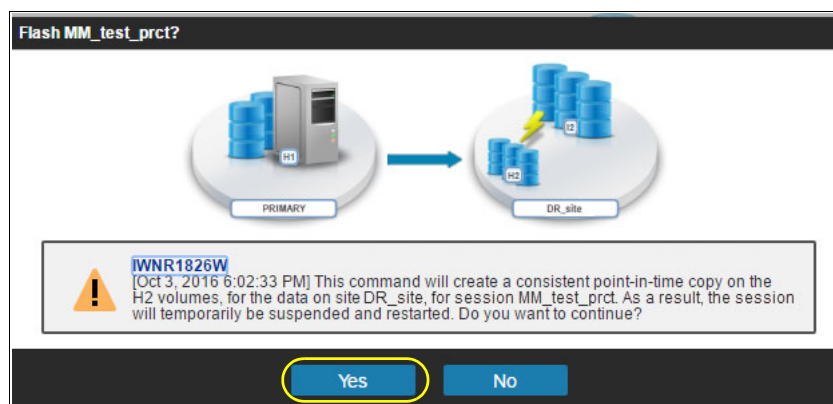 Flash MM_test_prct?
H1
I2
H2
PRIMARY
DR_site
IWNR1826W
[Oct 3, 2016 6:02:33 PM] This command will create a consistent point-in-time copy on the
H2 volumes, for the data on site DR_site, for session MM_test_prct. As a result, the session
will temporarily be suspended and restarted. Do you want to continue?
Yes
No